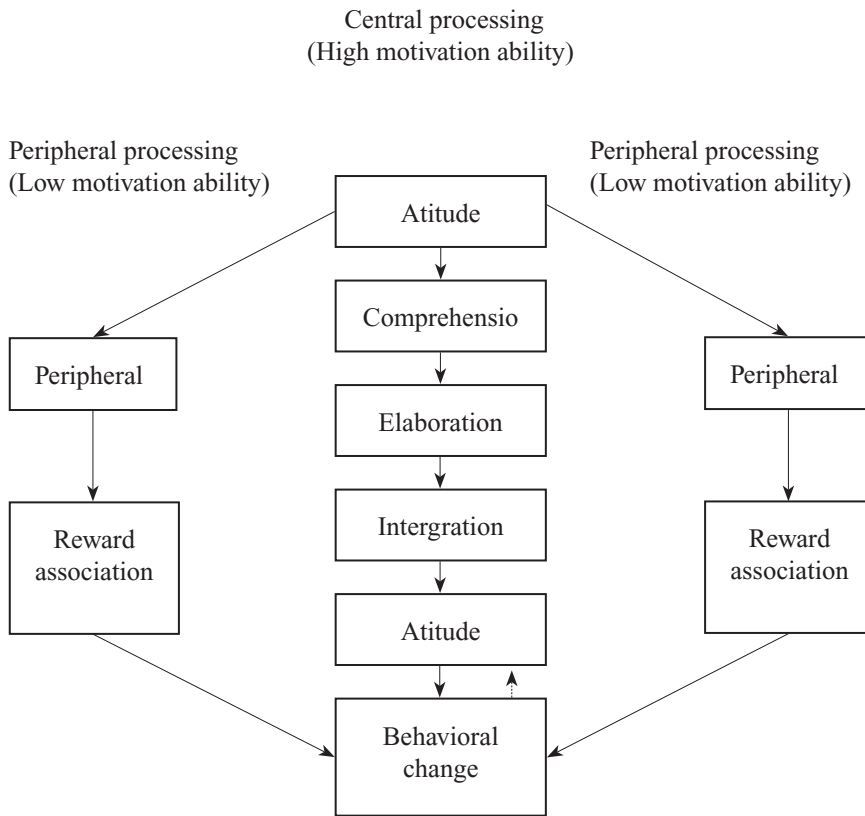 Central processing
(High motivation ability)
Peripheral processing
(Low motivation ability)
Peripheral processing
(Low motivation ability)
Atitude
Comprehensio
Peripheral
Peripheral
Elaboration
Intergration
Reward
association
Reward
association
Atitude
Behavioral
change